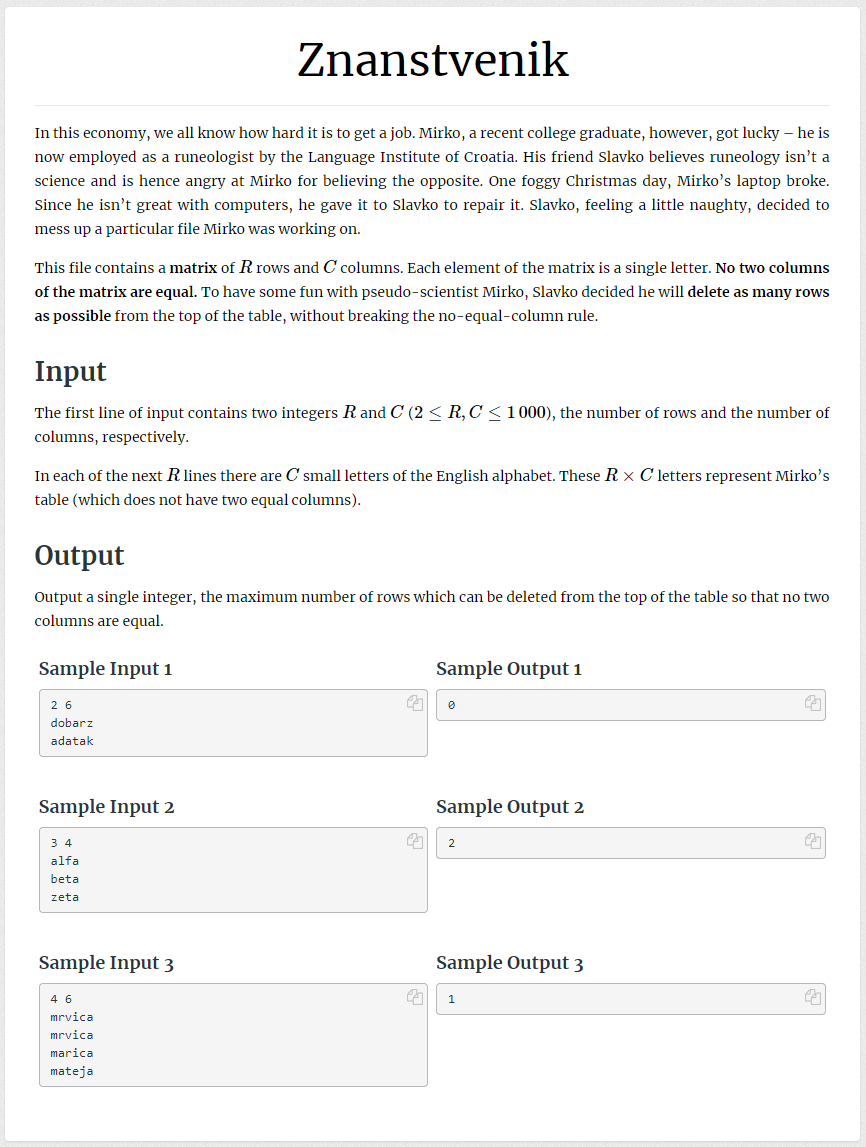 Znanstvenik
In this economy, we all know how hard it is to get a job. Mirko, a recent college graduate, however, got lucky – he is
now employed as a runeologist by the Language Institute of Croatia. His friend Slavko believes runeology isn’t a
science and is hence angry at Mirko for believing the opposite. One foggy Christmas day, Mirko’s laptop broke.
Since he isn’t great with computers, he gave it to Slavko to repair it. Slavko, feeling a little naughty, decided to
mess up a particular file Mirko was working on.
This file contains a matrix of R rows and C columns. Each element of the matrix is a single letter. No two columns
of the matrix are equal. To have some fun with pseudo-scientist Mirko, Slavko decided he will delete as many rows
as possible from the top of the table, without breaking the no-equal-column rule.
Input
The first line of input contains two integers R and C (2 ≤ R, C ≤ 1 000), the number of rows and the number of
columns, respectively.
In each of the next R lines there are C small letters of the English alphabet. These R × C letters represent Mirko’s
table (which does not have two equal columns).
Output
Output a single integer, the maximum number of rows which can be deleted from the top of the table so that no two
columns are equal.
Sample Input 1
2 6
dobarz
adatak
Sample Output 1
0
Sample Input 2
3 4
alfa
beta
zeta
Sample Output 2
2
Sample Input 3
4 6
mrvica
mrvica
marica
mateja
Sample Output 3
1